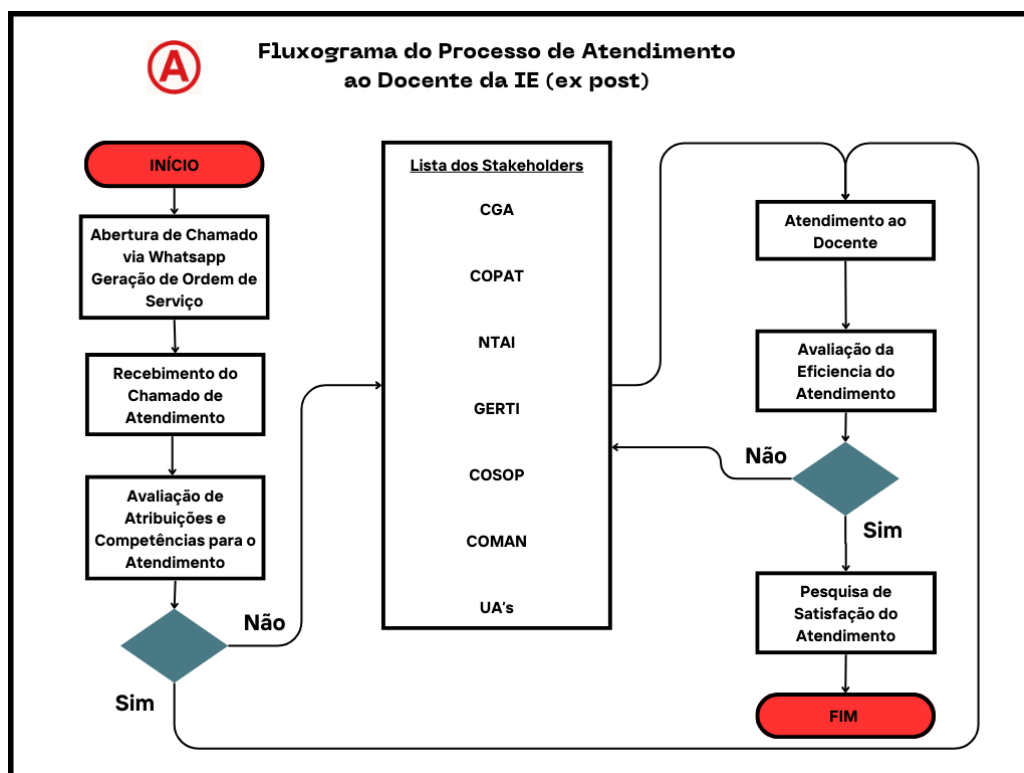 A
Fluxograma do Processo de Atendimento
ao Docente da IE (ex post)
INÍCIO
Abertura de Chamado
via Whatsapp
Geração de Ordem de
Serviço
Recebimento do
Chamado de
Atendimento
Avaliação de
Atribuições e
Competências para o
Atendimento
Não
Sim
Lista dos Stakeholders
CGA
COPAT
NTAI
GERTI
COSOP
COMAN
UA's
Atendimento ao
Docente
Avaliação da
Eficiencia do
Atendimento
Não
Sim
Pesquisa de
Satisfação do
Atendimento
FIM